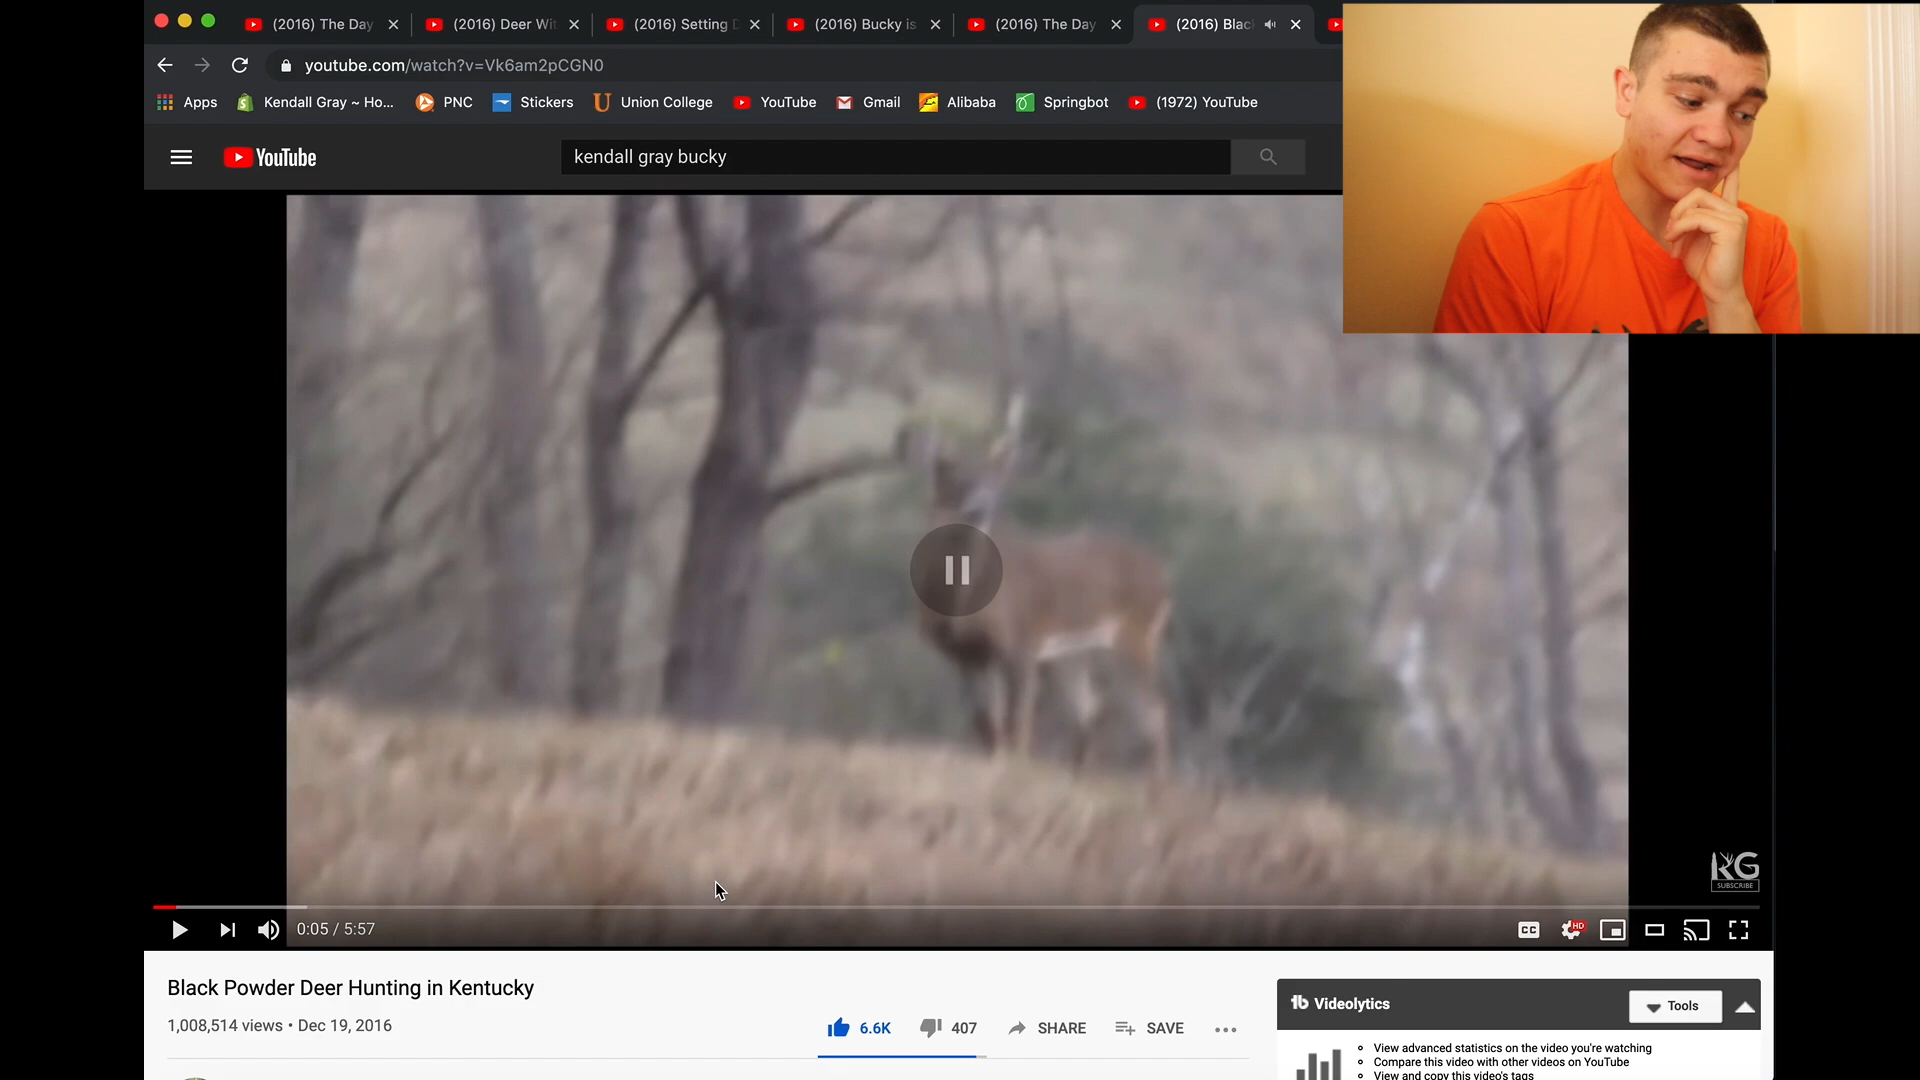 (2016) The Day
(2016) Deer Wit
(2016) Setting D
(2016) Bucky is
(2016) The Day
(2016) Blac
youtube.com/watch?v=Vk6am2pCGN0
Apps
Kendall Gray ~ Ho...
PNC
Stickers
Union College
YouTube
Gmail
Alibaba
Springbot
(1972) YouTube
YouTube
kendall gray bucky
KG
SUBSCRIBE
0:05 / 5:57
CC
HD
Black Powder Deer Hunting in Kentucky
1,008,514 views • Dec 19, 2016
6.6K
407
SHARE
SAVE
tb Videolytics
Tools
View advanced statistics on the video you're watching
Compare this video with other videos on YouTube
View and copy this video's tags